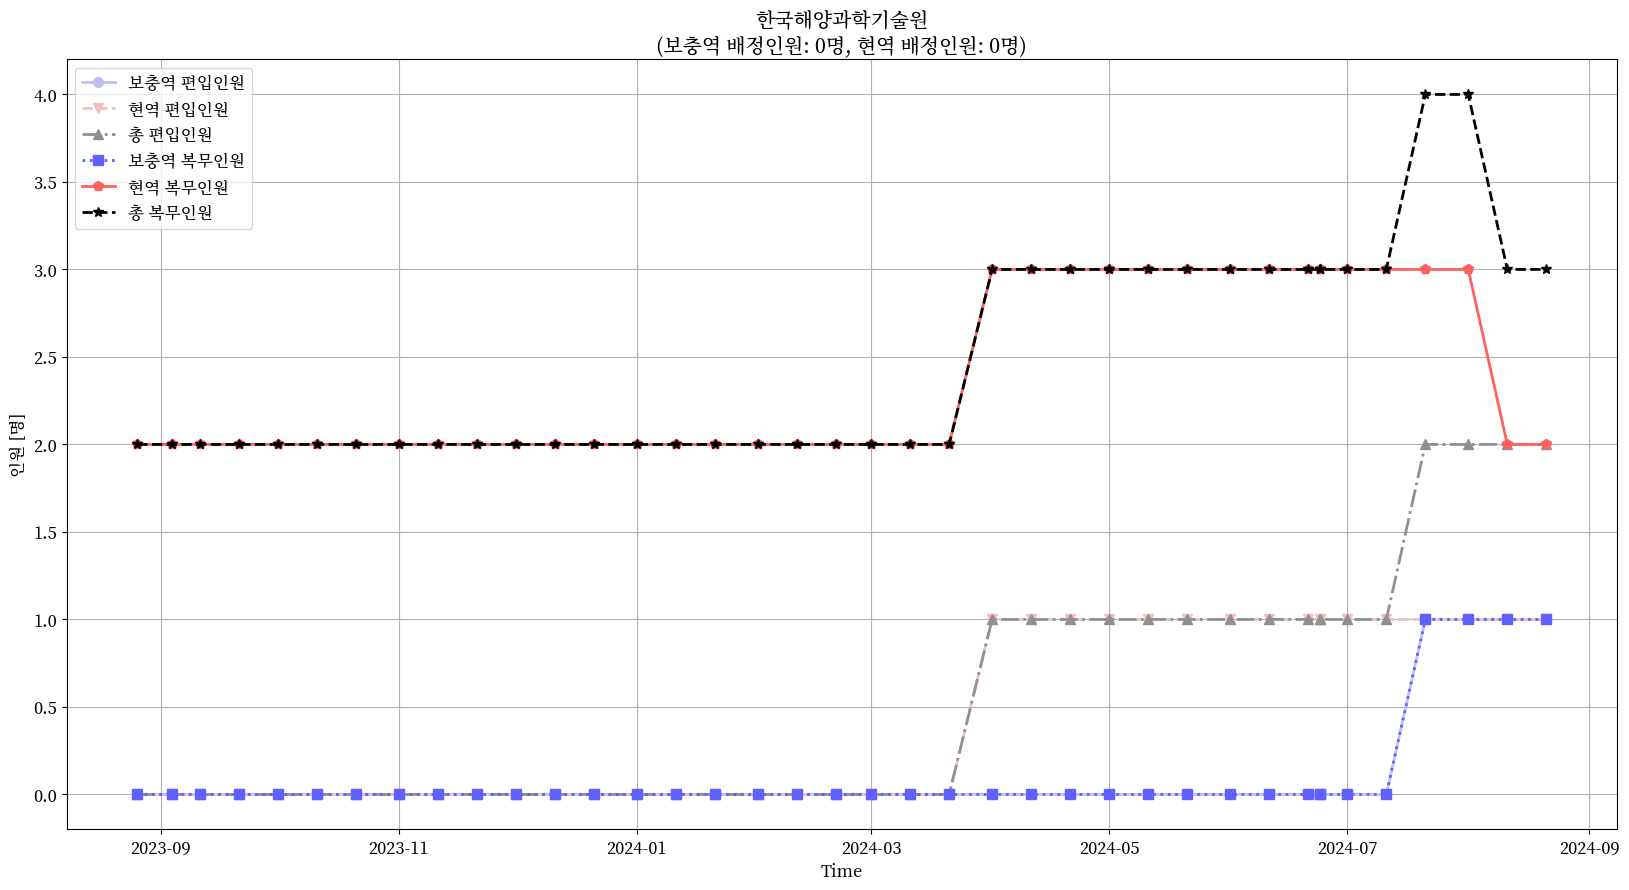 한국해양과학기술원
(보충역 배정인원: 0명, 현역 배정인원: 0명)
보충역 편입인원
현역 편입인원
총 편입인원
보충역 복무인원
현역 복무인원
총 복무인원
4.0
3.5
3.0
2.5
2.0
1.5
1.0
0.5
0.0
인원 [명]
2023-09
2023-11
2024-01
2024-03
2024-05
2024-07
2024-09
Time